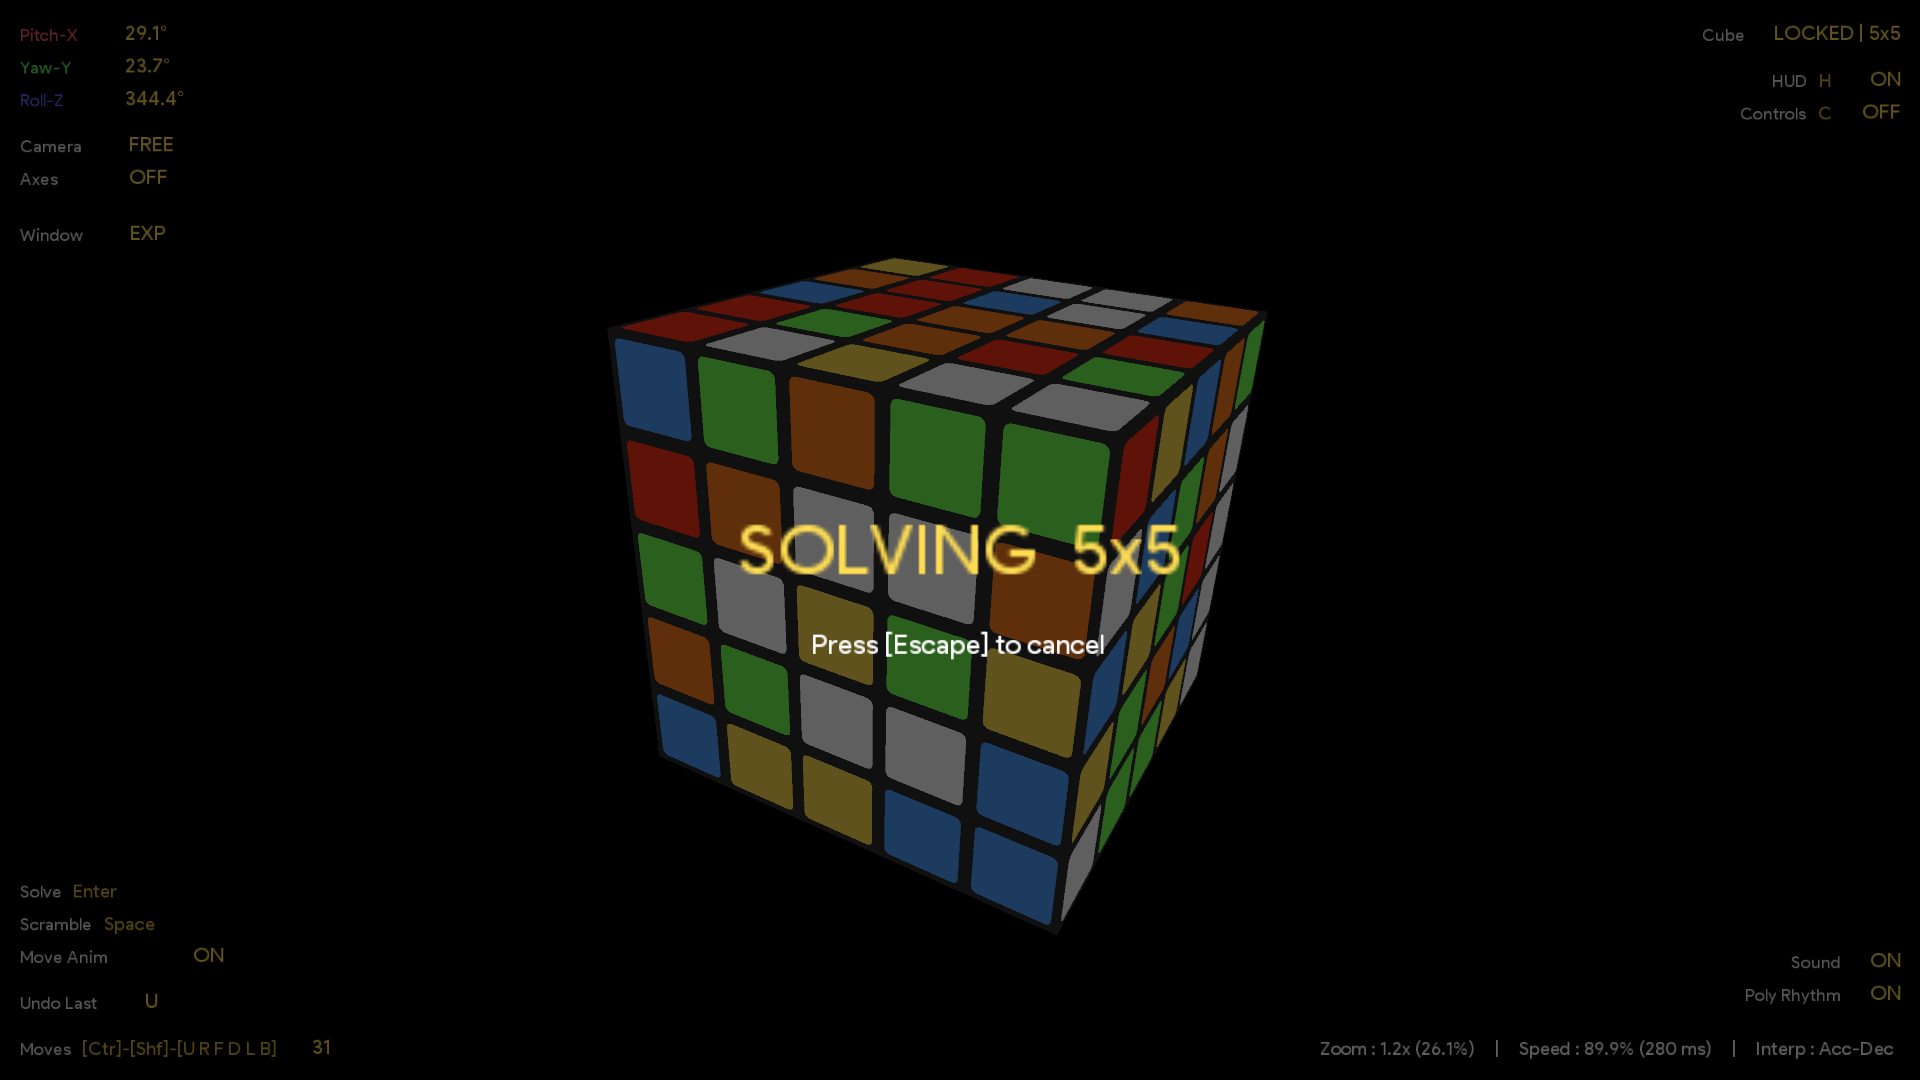 Pitch-X 29.1°
Yaw-Y 23.7°
Roll-Z 344.4°
Camera FREE
Axes OFF
Window EXP
Cube LOCKED | 5x5
HUD H ON
Controls C OFF
SOLVING 5x5
Press [Escape] to cancel
Solve Enter
Scramble Space
Move Anim ON
Undo Last U
Moves [Ctr]-[Shf]-[U R F D L B] 31
Sound ON
Poly Rhythm ON
Zoom : 1.2x (26.1%) | Speed : 89.9% (280 ms) | Interp : Acc-Dec